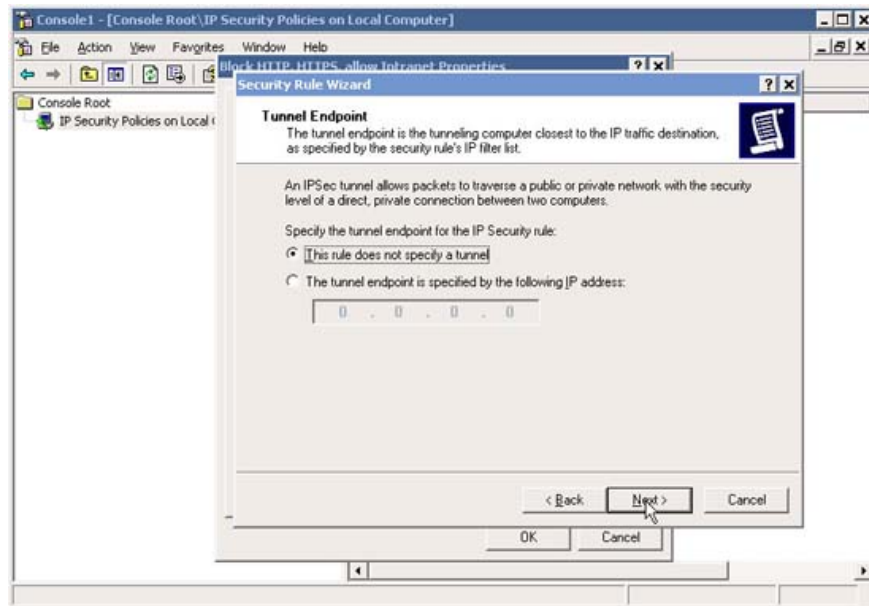 Console1 - [Console Root\IP Security Policies on Local Computer]
File Action View Favorites Window Help
Block HTTP, HTTPS, allow Intranet Properties
Security Rule Wizard
Console Root
IP Security Policies on Local
Tunnel Endpoint
The tunnel endpoint is the tunneling computer closest to the IP traffic destination,
as specified by the security rule's IP filter list.
An IPSec tunnel allows packets to traverse a public or private network with the security
level of a direct, private connection between two computers.
Specify the tunnel endpoint for the IP Security rule:
This rule does not specify a tunnel
The tunnel endpoint is specified by the following IP address:
0 . 0 . 0 . 0
< Back Next > Cancel
OK Cancel